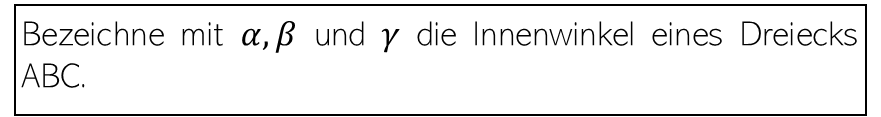 Bezeichne mit α, β und γ die Innenwinkel eines Dreiecks
ABC.